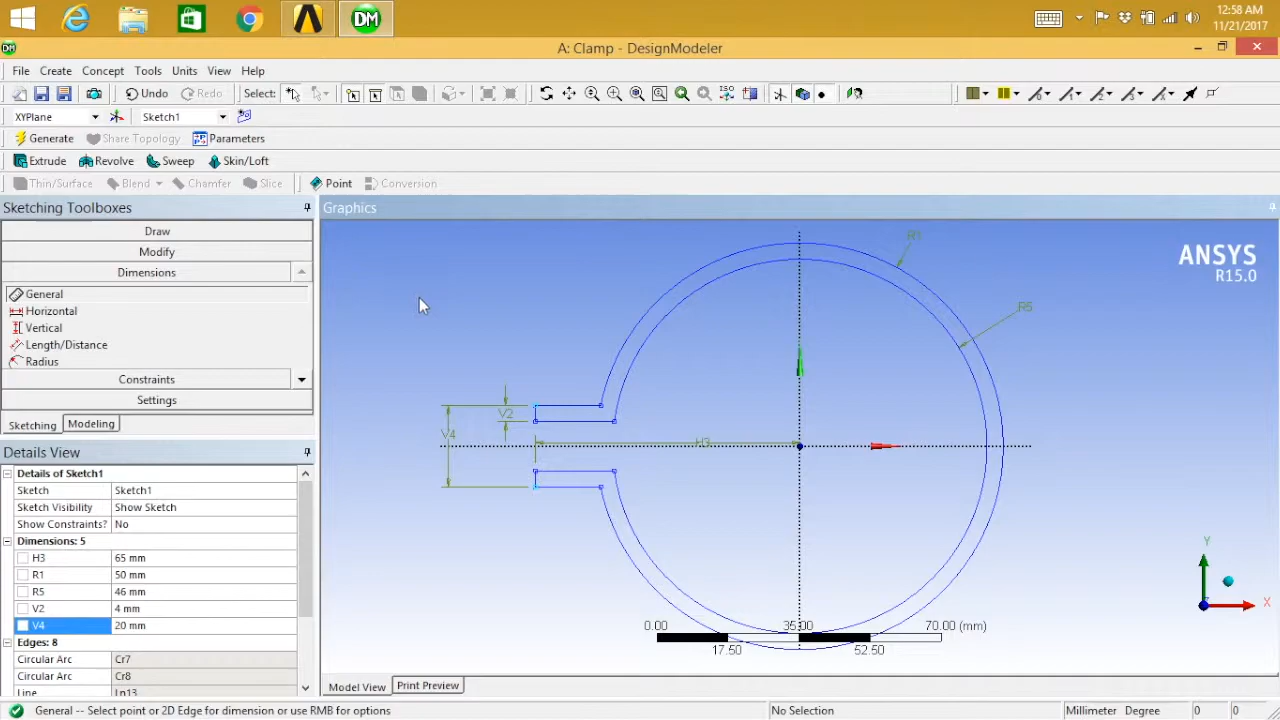 DM
12:58 AM
11/21/2017
DM
A: Clamp - DesignModeler
File Create Concept Tools Units View Help
Undo Redo Select: ISO
XYPlane Sketch1
Generate Share Topology Parameters
Extrude Revolve Sweep Skin/Loft
Thin/Surface Blend Chamfer Slice Point Conversion
Sketching Toolboxes
Draw
Modify
Dimensions
General
Horizontal
Vertical
Length/Distance
Radius
Constraints
Settings
Sketching Modeling
Details View
Details of Sketch1
Sketch Sketch1
Sketch Visibility Show Sketch
Show Constraints? No
Dimensions: 5
H3 65 mm
R1 50 mm
R5 46 mm
V2 4 mm
V4 20 mm
Edges: 8
Circular Arc Cr7
Circular Arc Cr8
Line Ln13
Graphics
ANSYS
R15.0
R1
R5
V2
V4
H3
Y
X
0.00 35.00 70.00 (mm)
17.50 52.50
Model View Print Preview
General -- Select point or 2D Edge for dimension or use RMB for options No Selection Millimeter Degree 0 0